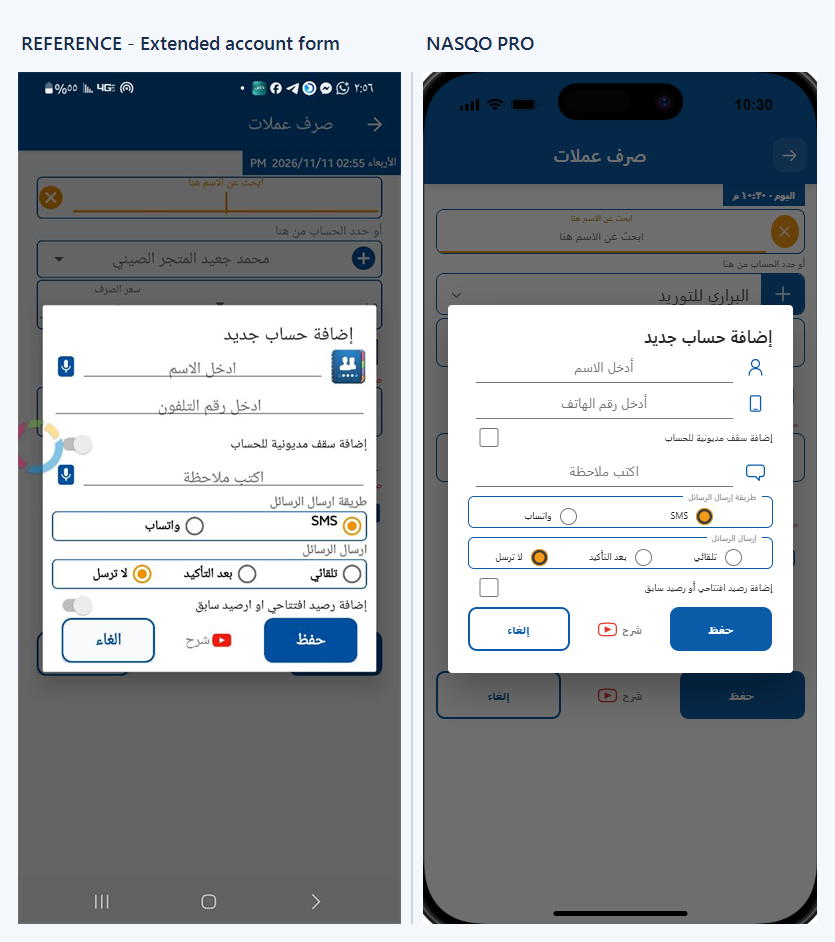 REFERENCE - Extended account form
٢:٥٦
4G
%٥٥
صرف عملات
الأربعاء 2026/11/11 02:55 PM
ابحث عن الاسم هنا
أو حدد الحساب من هنا
محمد جعيد المتجر الصيني
سعر الصرف
إضافة حساب جديد
ادخل الاسم
ادخل رقم التلفون
إضافة سقف مديونية للحساب
اكتب ملاحظة
طريقة ارسال الرسائل
SMS
واتساب
ارسال الرسائل
تلقائي
بعد التأكيد
لا ترسل
إضافة رصيد افتتاحي او ارصيد سابق
حفظ
شرح
الغاء
NASQO PRO
10:30
صرف عملات
اليوم - ١٠:٣٠ م
ابحث عن الاسم هنا
ابحث عن الاسم هنا
أو حدد الحساب من هنا
البراري للتوريد
إضافة حساب جديد
أدخل الاسم
أدخل رقم الهاتف
إضافة سقف مديونية للحساب
اكتب ملاحظة
طريقة إرسال الرسائل
SMS
واتساب
إرسال الرسائل
تلقائي
بعد التأكيد
لا ترسل
إضافة رصيد افتتاحي أو رصيد سابق
حفظ
شرح
إلغاء
حفظ
شرح
إلغاء